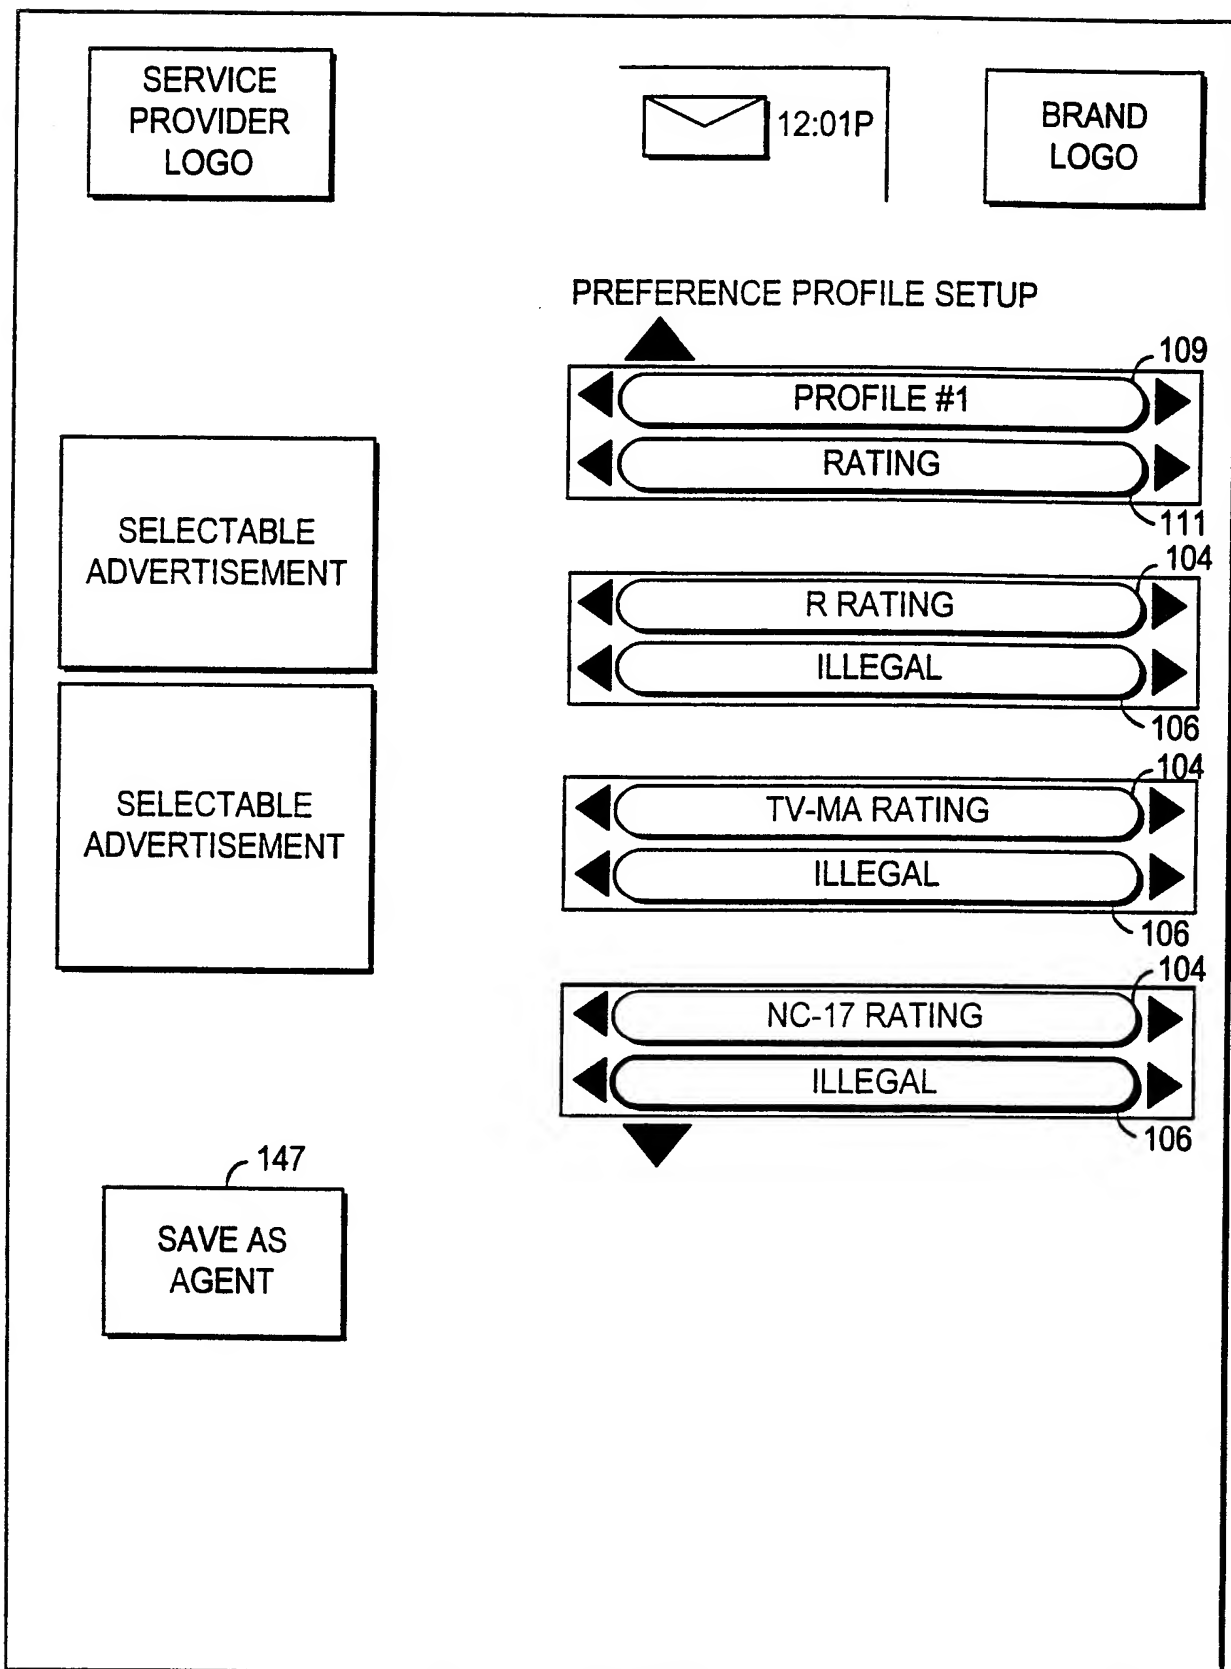 SERVICE
PROVIDER
LOGO
12:01P
BRAND
LOGO
PREFERENCE PROFILE SETUP
109
PROFILE #1
RATING
111
SELECTABLE
ADVERTISEMENT
104
R RATING
ILLEGAL
106
SELECTABLE
ADVERTISEMENT
104
TV-MA RATING
ILLEGAL
106
104
NC-17 RATING
ILLEGAL
106
147
SAVE AS
AGENT